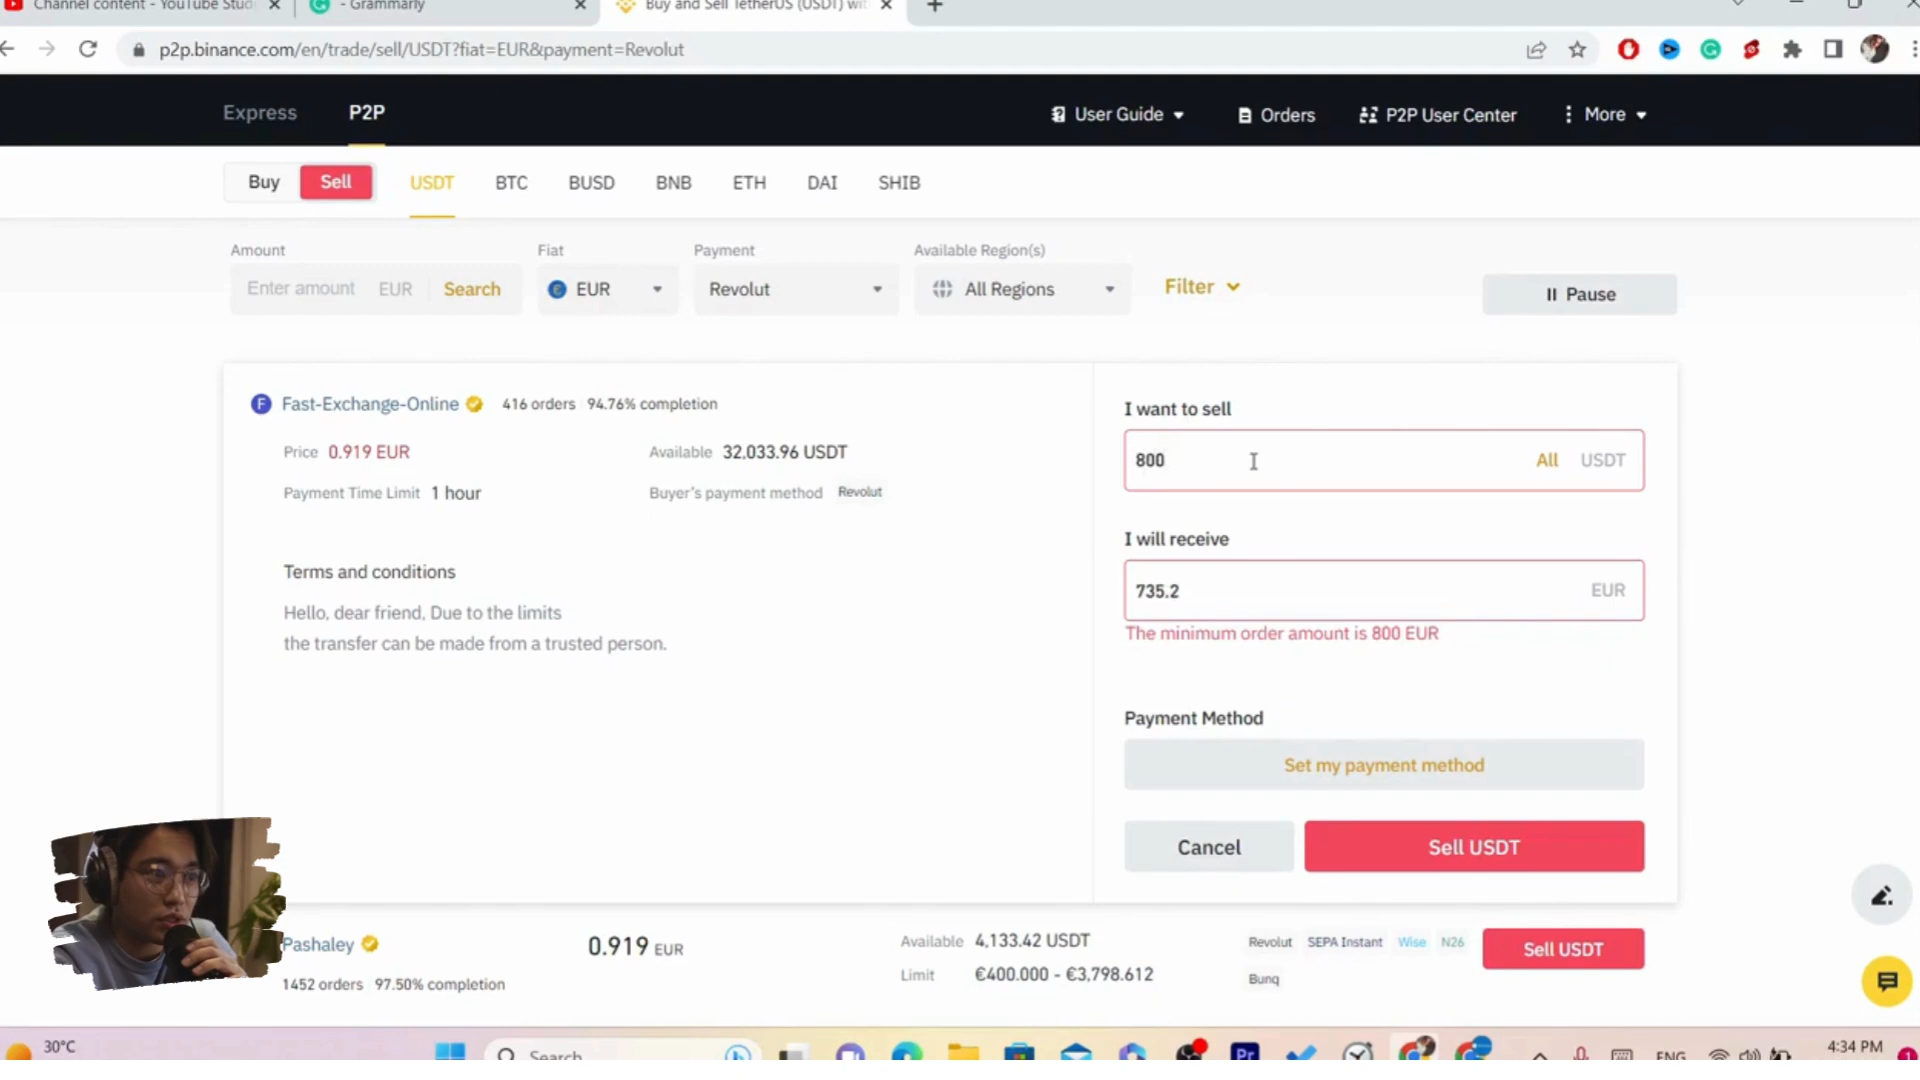 Channel content - YouTube Stud
- Grammarly
Buy and Sell TetherUS (USDT) wit
p2p.binance.com/en/trade/sell/USDT?fiat=EUR&payment=Revolut
Express P2P User Guide Orders P2P User Center More
Buy Sell USDT BTC BUSD BNB ETH DAI SHIB
Amount Fiat Payment Available Region(s)
Enter amount EUR Search EUR Revolut All Regions Filter Pause
F Fast-Exchange-Online 416 orders 94.76% completion
Price 0.919 EUR Available 32,033.96 USDT
Payment Time Limit 1 hour Buyer's payment method Revolut
Terms and conditions
Hello, dear friend, Due to the limits
the transfer can be made from a trusted person.
I want to sell
800 All USDT
I will receive
735.2 EUR
The minimum order amount is 800 EUR
Payment Method
Set my payment method
Cancel Sell USDT
Pashaley 0.919 EUR Available 4,133.42 USDT Revolut SEPA Instant Wise N26 Sell USDT
1452 orders 97.50% completion Limit €400.000 - €3,798.612 Bunq
30°C Search Pr ENG 4:34 PM 1